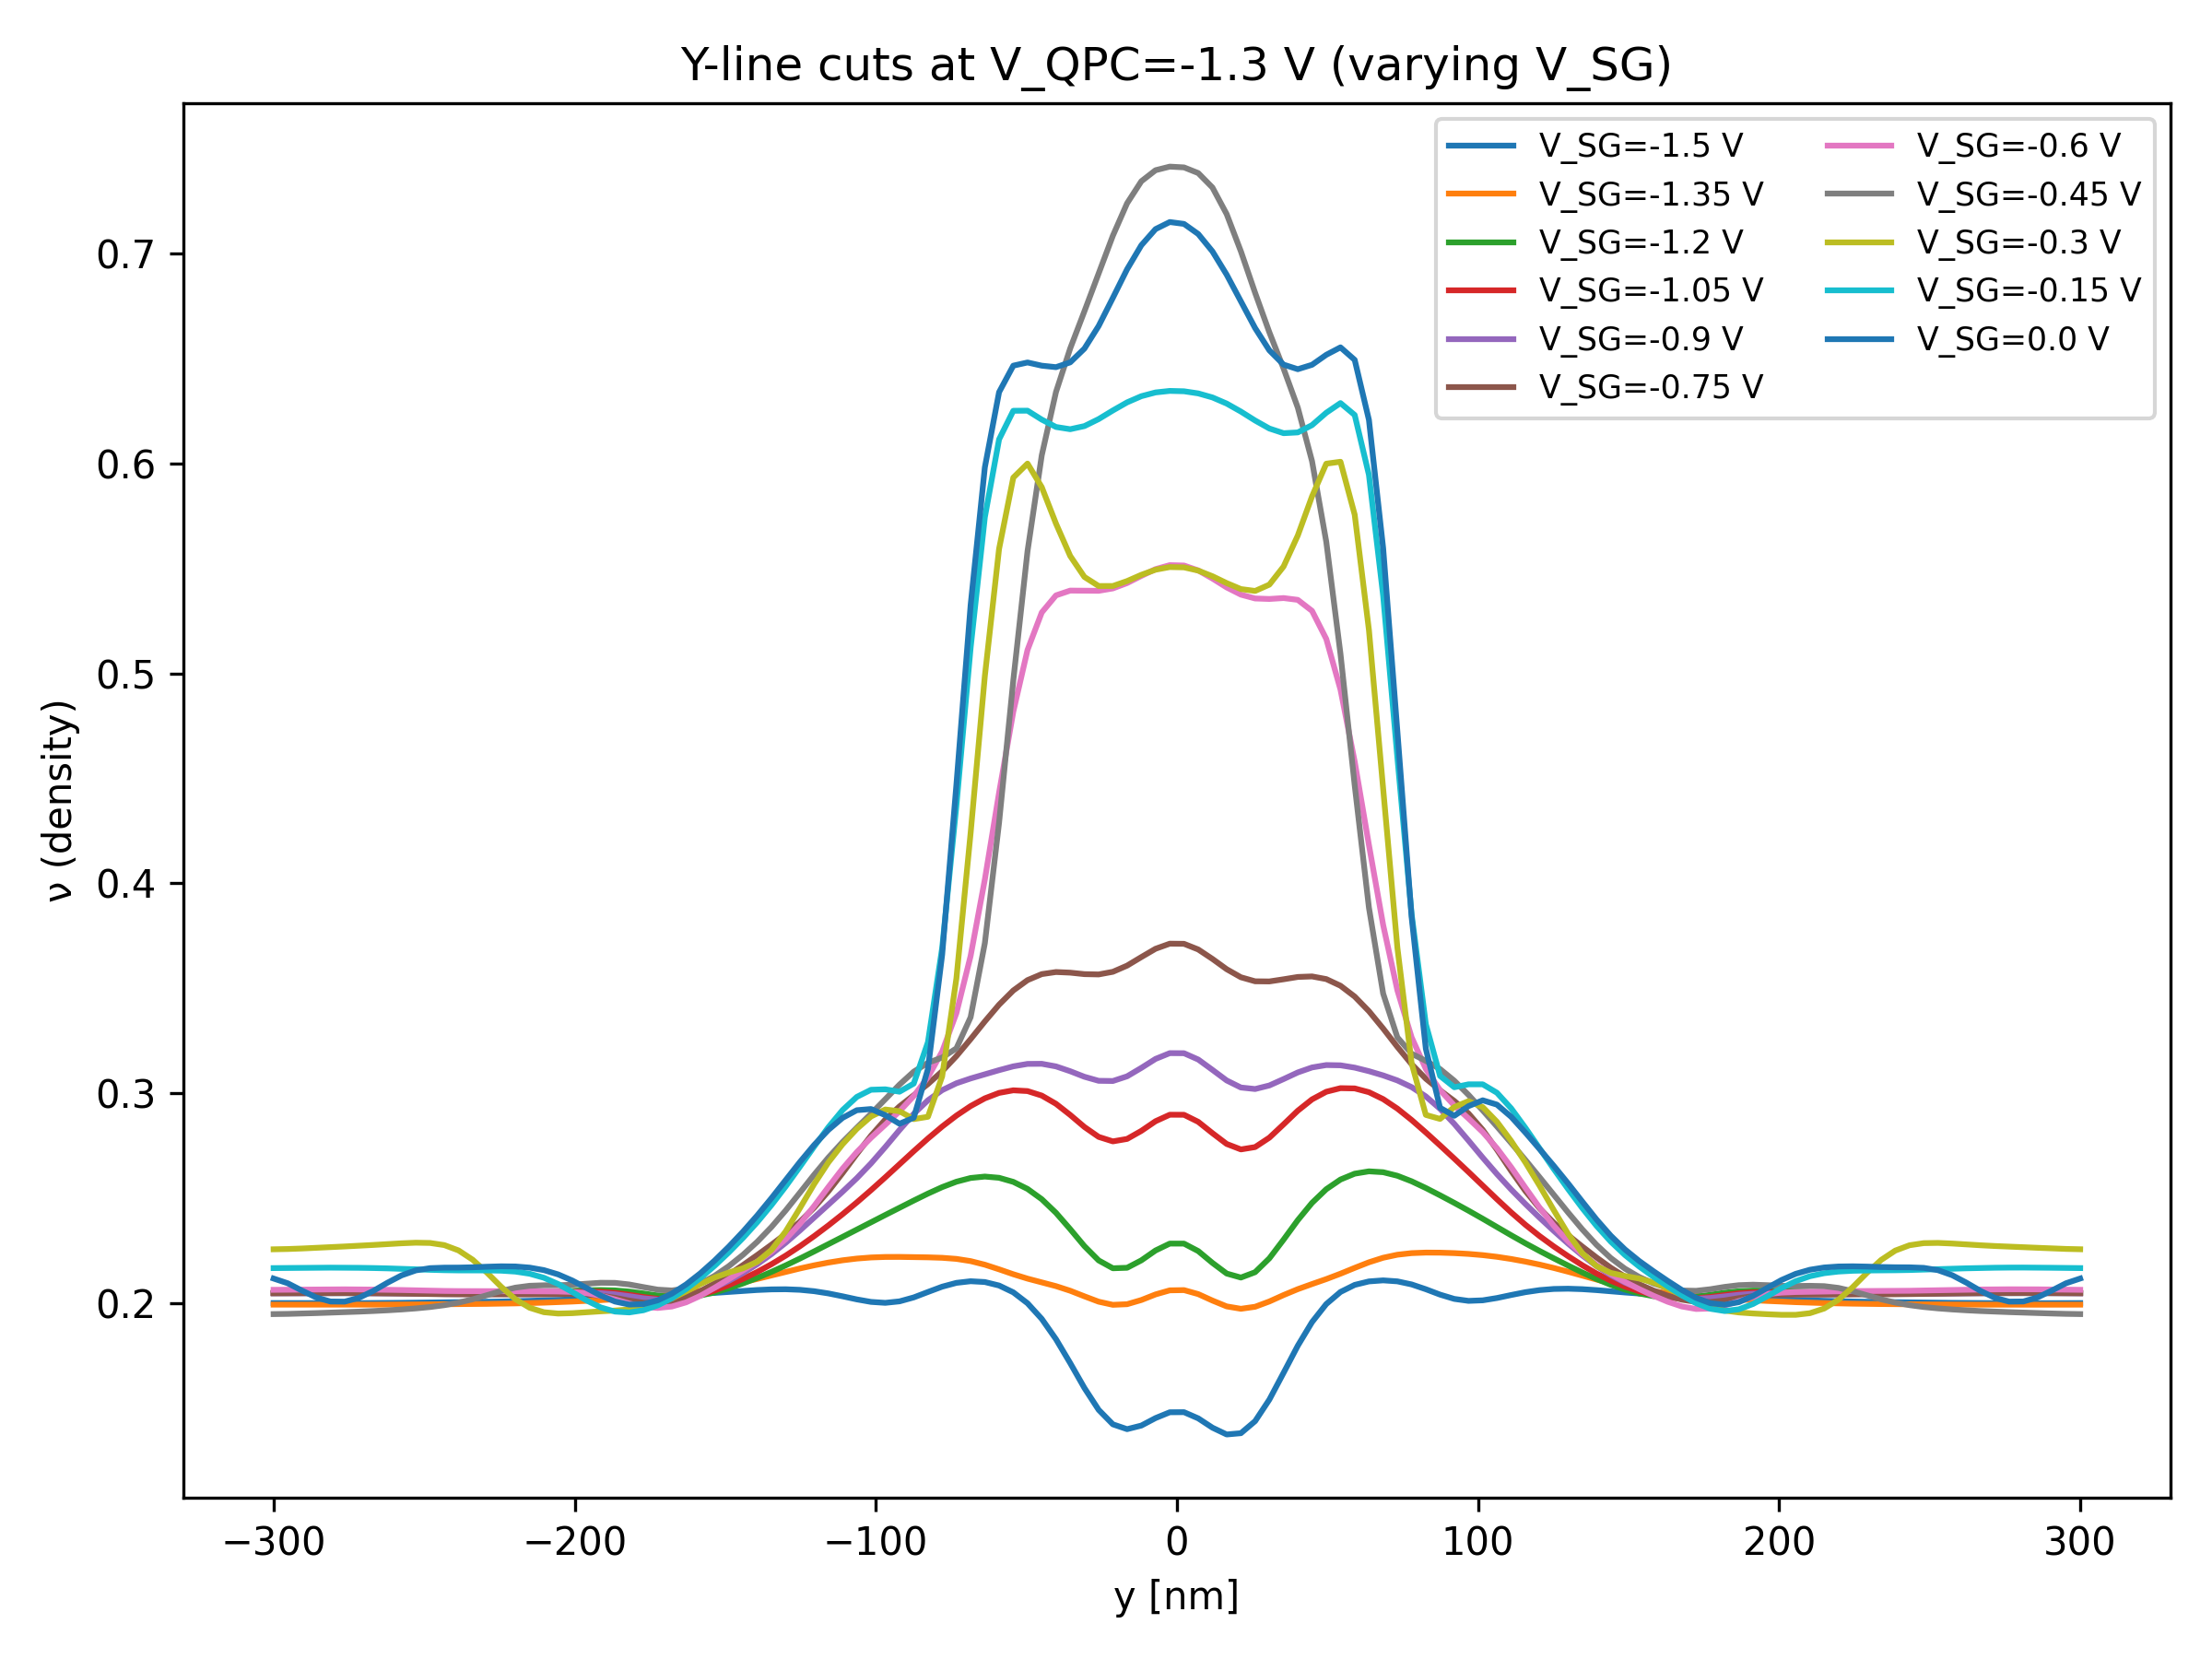 Y-line cuts at V_QPC=-1.3 V (varying V_SG)
V_SG=-1.5 V
V_SG=-1.35 V
V_SG=-1.2 V
V_SG=-1.05 V
V_SG=-0.9 V
V_SG=-0.75 V
V_SG=-0.6 V
V_SG=-0.45 V
V_SG=-0.3 V
V_SG=-0.15 V
V_SG=0.0 V
ν (density)
0.7
0.6
0.5
0.4
0.3
0.2
−300
−200
−100
0
100
200
300
y [nm]